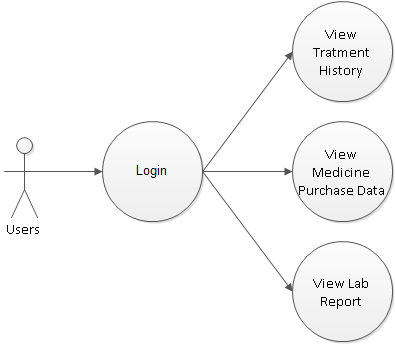 View
Tratment
History
Login
View
Medicine
Purchase Data
Users
View Lab
Report